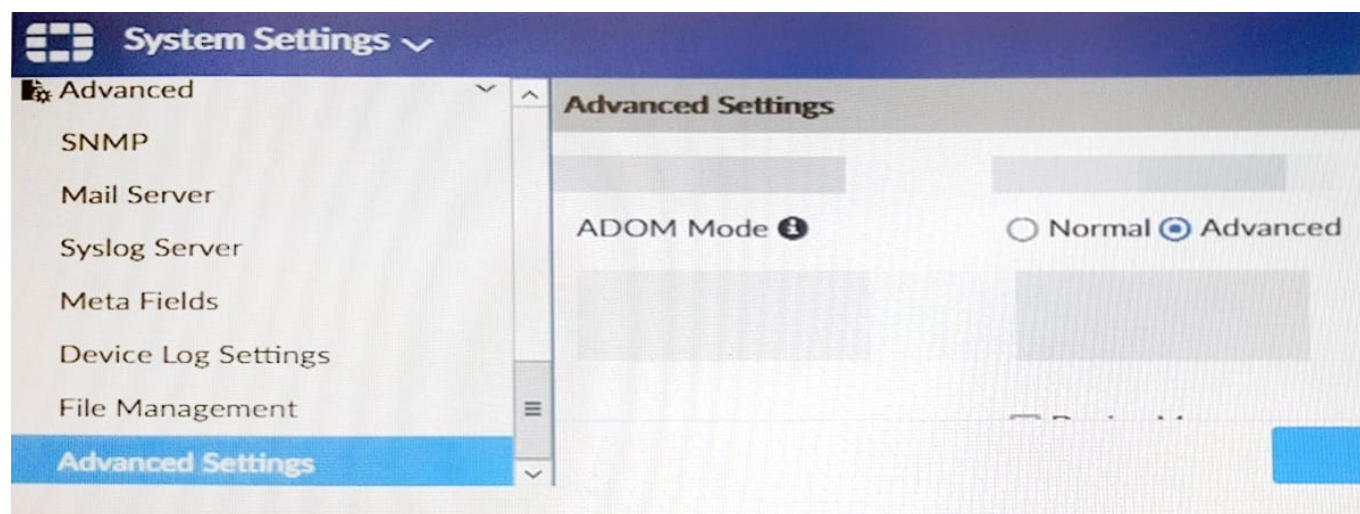 System Settings
Advanced
SNMP
Mail Server
Syslog Server
Meta Fields
Device Log Settings
File Management
Advanced Settings
Advanced Settings
ADOM Mode
Normal Advanced